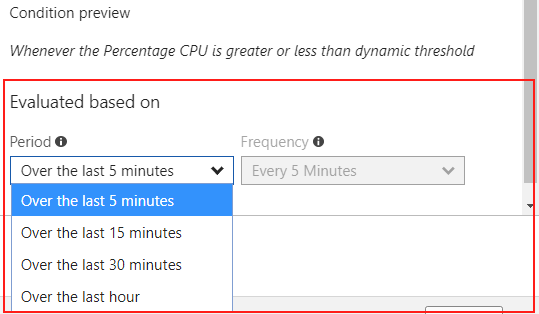 Condition preview
Whenever the Percentage CPU is greater or less than dynamic threshold
Evaluated based on
Period Frequency
Over the last 5 minutes Every 5 Minutes
Over the last 5 minutes
Over the last 15 minutes
Over the last 30 minutes
Over the last hour